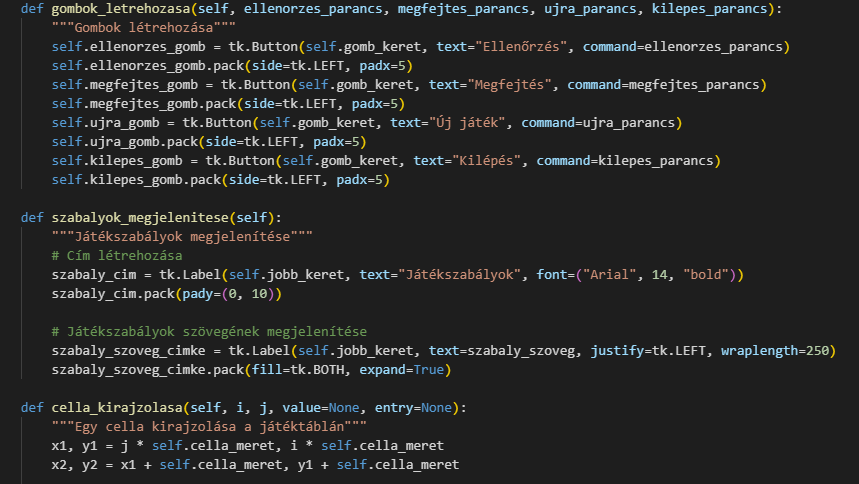 def gombok_letrehozasa(self, ellenorzes_parancs, megfejtes_parancs, ujra_parancs, kilepes_parancs):
    """Gombok létrehozása"""
    self.ellenorzes_gomb = tk.Button(self.gomb_keret, text="Ellenőrzés", command=ellenorzes_parancs)
    self.ellenorzes_gomb.pack(side=tk.LEFT, padx=5)
    self.megfejtes_gomb = tk.Button(self.gomb_keret, text="Megfejtés", command=megfejtes_parancs)
    self.megfejtes_gomb.pack(side=tk.LEFT, padx=5)
    self.ujra_gomb = tk.Button(self.gomb_keret, text="Új játék", command=ujra_parancs)
    self.ujra_gomb.pack(side=tk.LEFT, padx=5)
    self.kilepes_gomb = tk.Button(self.gomb_keret, text="Kilépés", command=kilepes_parancs)
    self.kilepes_gomb.pack(side=tk.LEFT, padx=5)

def szabalyok_megjelenitese(self):
    """Játékszabályok megjelenítése"""
    # Cím létrehozása
    szabaly_cim = tk.Label(self.jobb_keret, text="Játékszabályok", font=("Arial", 14, "bold"))
    szabaly_cim.pack(pady=(0, 10))

    # Játékszabályok szövegének megjelenítése
    szabaly_szoveg_cimke = tk.Label(self.jobb_keret, text=szabaly_szoveg, justify=tk.LEFT, wraplength=250)
    szabaly_szoveg_cimke.pack(fill=tk.BOTH, expand=True)

def cella_kirajzolasa(self, i, j, value=None, entry=None):
    """Egy cella kirajzolása a játéktáblán"""
    x1, y1 = j * self.cella_meret, i * self.cella_meret
    x2, y2 = x1 + self.cella_meret, y1 + self.cella_meret